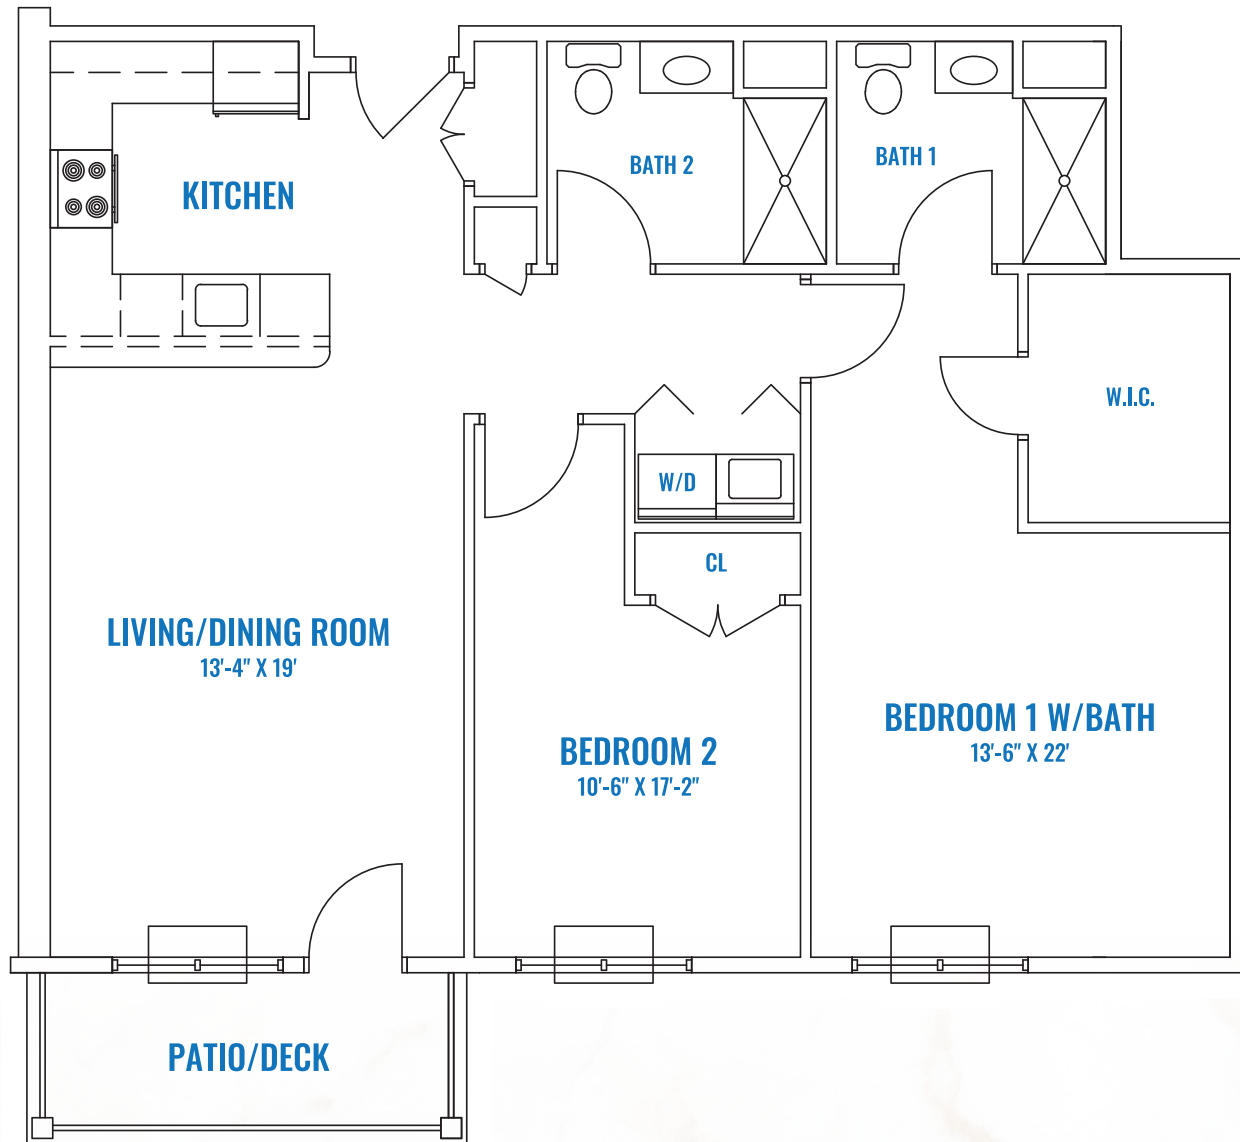 BATH 1
BATH 2
KITCHEN
W.I.C.
W/D
CL
LIVING/DINING ROOM
13'-4" X 19'
BEDROOM 1 W/BATH
13'-6" X 22'
BEDROOM 2
10'-6" X 17'-2"
PATIO/DECK